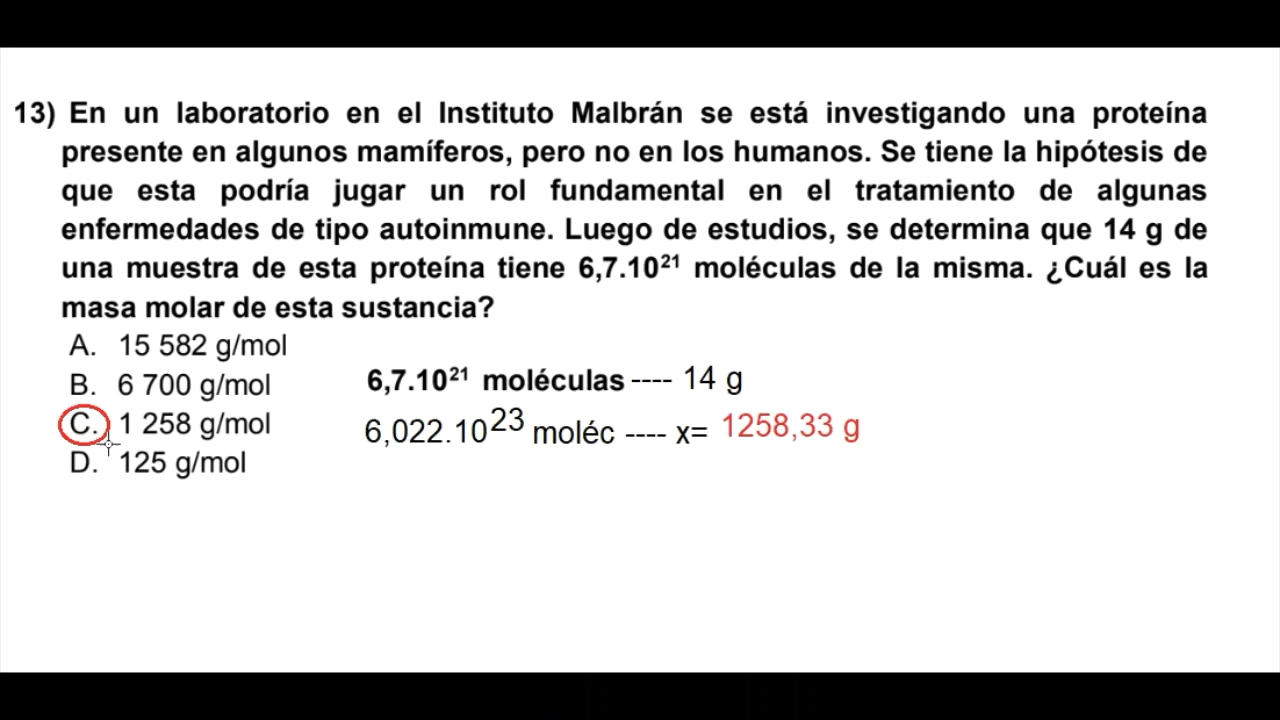 13) En un laboratorio en el Instituto Malbrán se está investigando una proteína
presente en algunos mamíferos, pero no en los humanos. Se tiene la hipótesis de
que esta podría jugar un rol fundamental en el tratamiento de algunas
enfermedades de tipo autoinmune. Luego de estudios, se determina que 14 g de
una muestra de esta proteína tiene 6,7.10²¹ moléculas de la misma. ¿Cuál es la
masa molar de esta sustancia?
A. 15 582 g/mol
B. 6 700 g/mol
C. 1 258 g/mol
D. 125 g/mol
6,7.10²¹ moléculas ---- 14 g
6,022.10²³ moléc ---- x= 1258,33 g